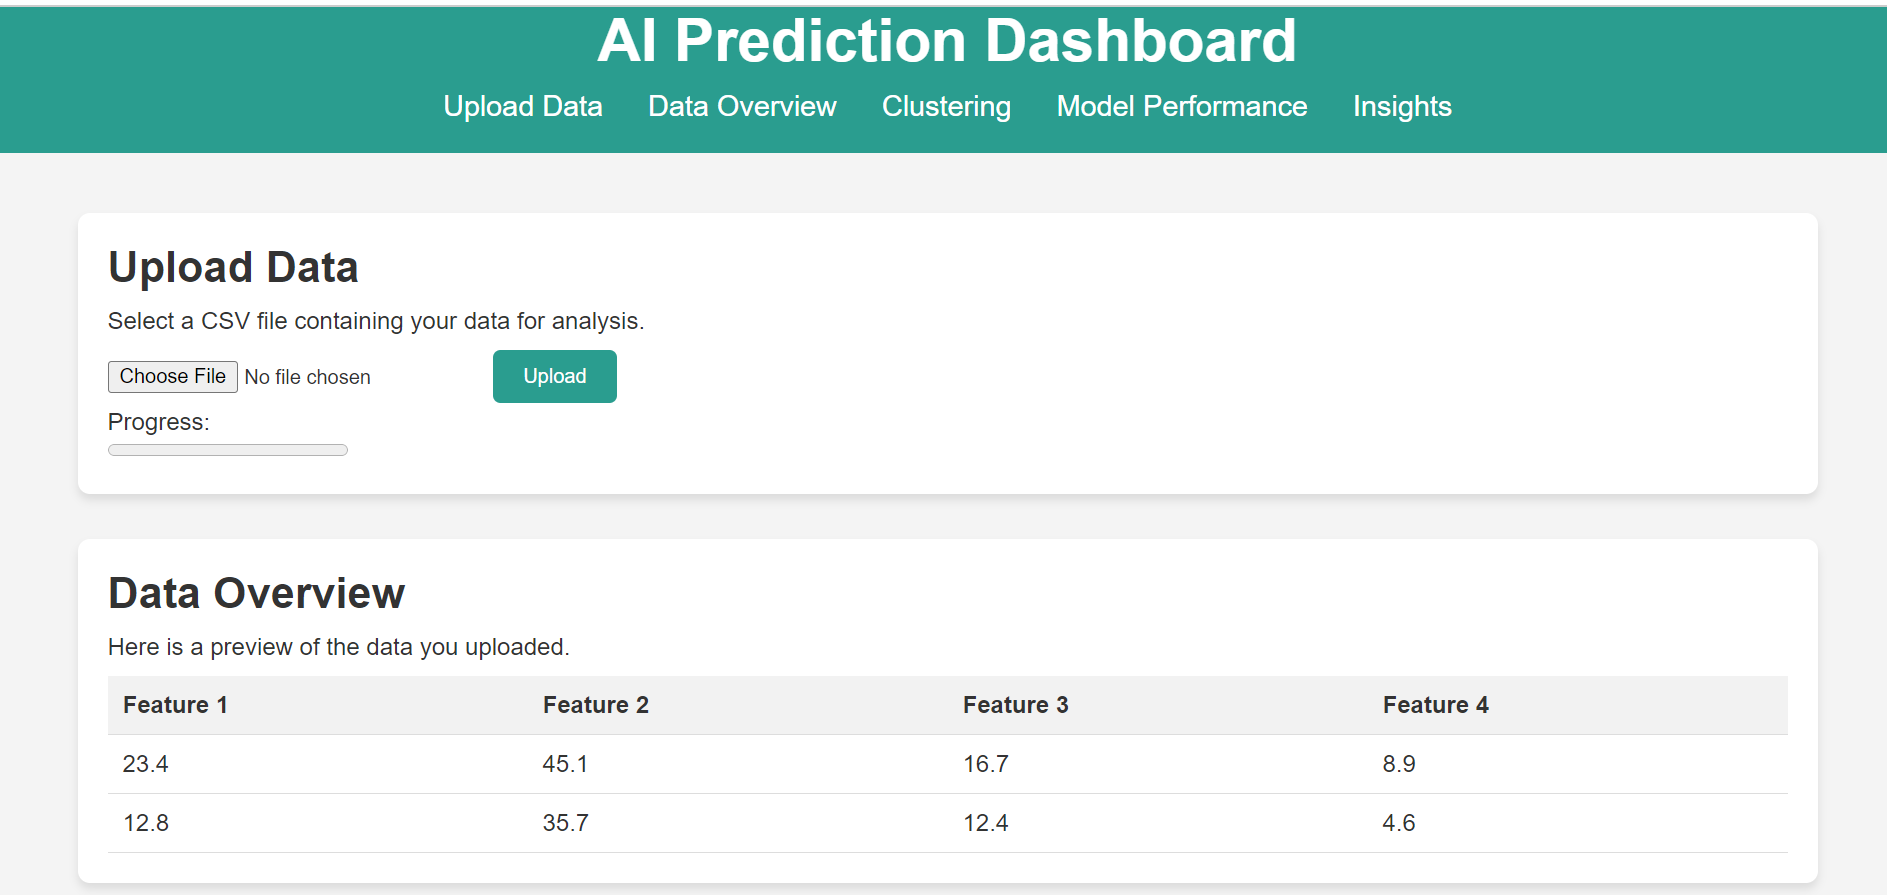 AI Prediction Dashboard
Upload Data Data Overview Clustering Model Performance Insights
Upload Data
Select a CSV file containing your data for analysis.
Choose File No file chosen Upload
Progress:
Data Overview
Here is a preview of the data you uploaded.
Feature 1 Feature 2 Feature 3 Feature 4
23.4 45.1 16.7 8.9
12.8 35.7 12.4 4.6